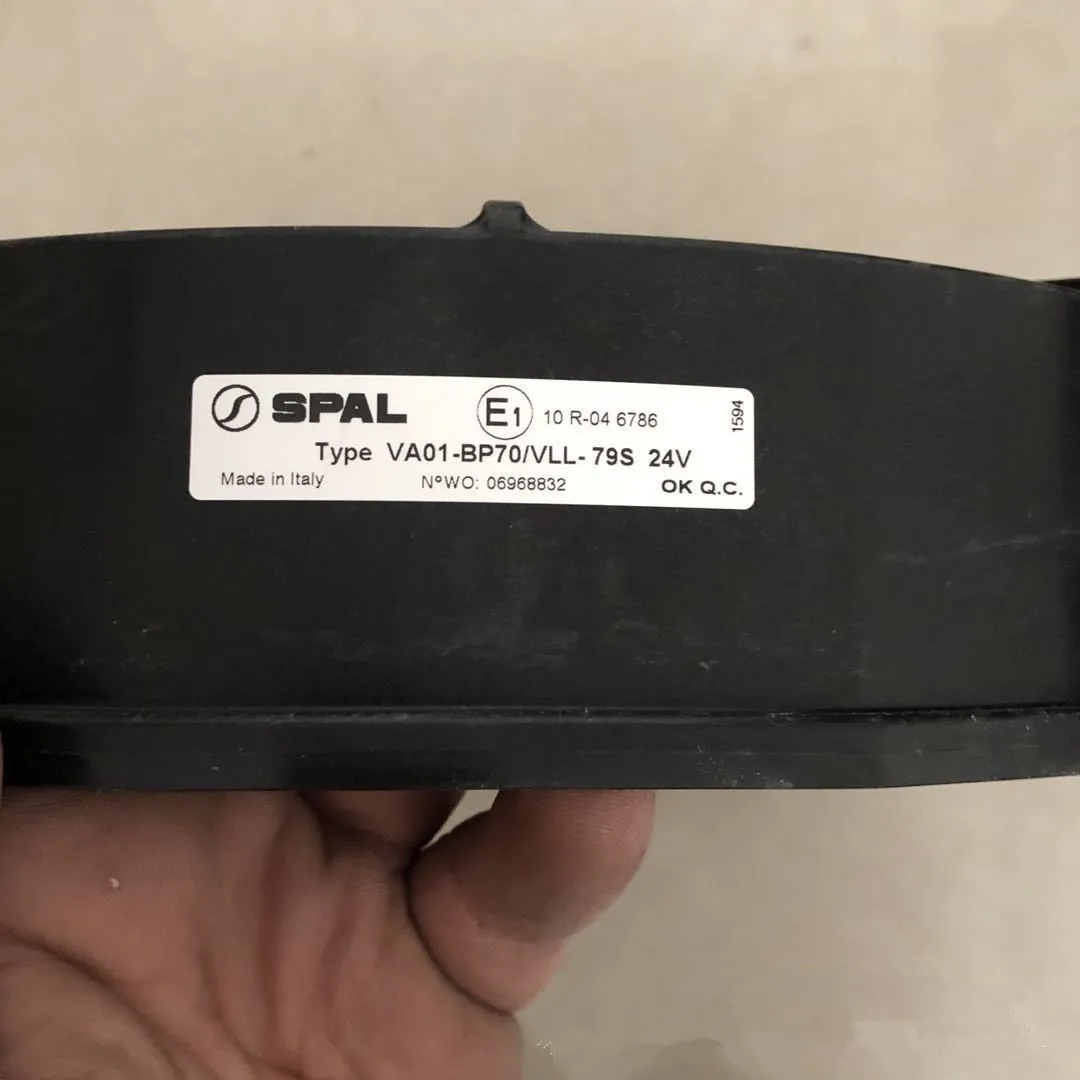 SPAL E1 10 R-04 6786
Type VA01-BP70/VLL-79S 24V
Made in Italy N°WO: 06968832 OK Q.C.
1594